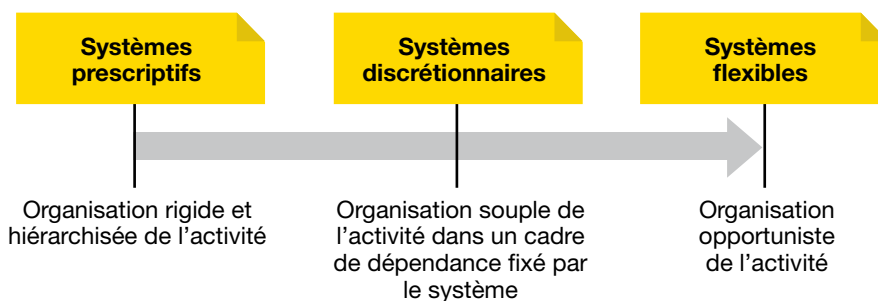 Systèmes
prescriptifs
Systèmes
discrétionnaires
Systèmes
flexibles
Organisation rigide et
hiérarchisée de l’activité
Organisation souple de
l’activité dans un cadre
de dépendance fixé par
le système
Organisation
opportuniste
de l’activité